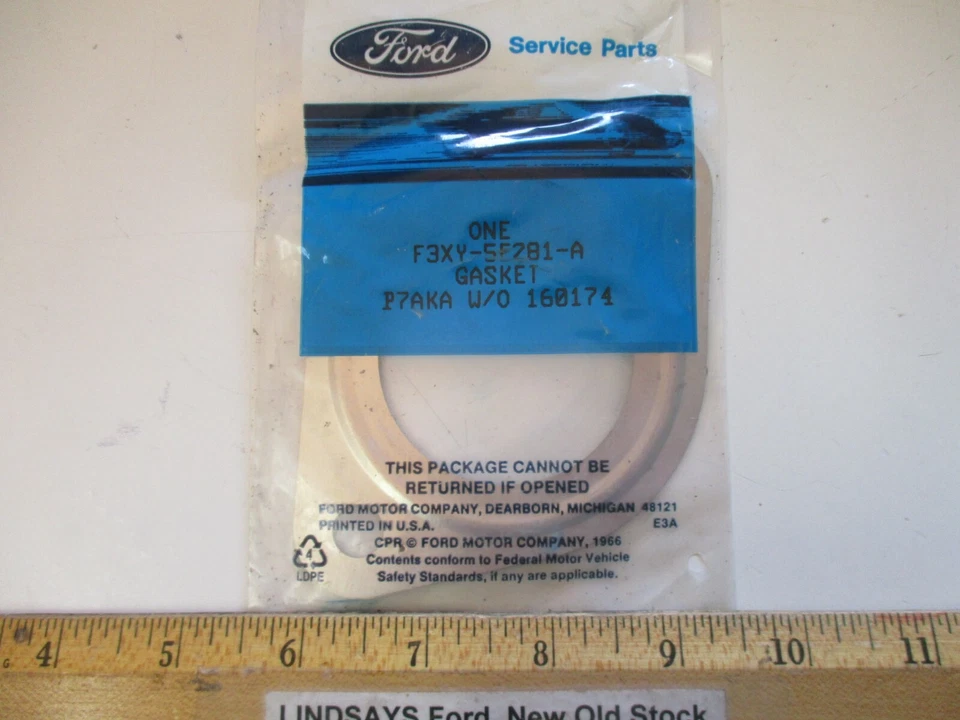 Ford Service Parts
ONE
F3XY-5E281-A
GASKET
P7AKA W/O 160174
THIS PACKAGE CANNOT BE
RETURNED IF OPENED
FORD MOTOR COMPANY, DEARBORN, MICHIGAN 48121
PRINTED IN U.S.A. E3A
CPR © FORD MOTOR COMPANY, 1966
Contents conform to Federal Motor Vehicle
Safety Standards, if any are applicable.
4
LDPE
G 4 5 6 7 8 9 10 11
LINDSAYS Ford New Old Stock